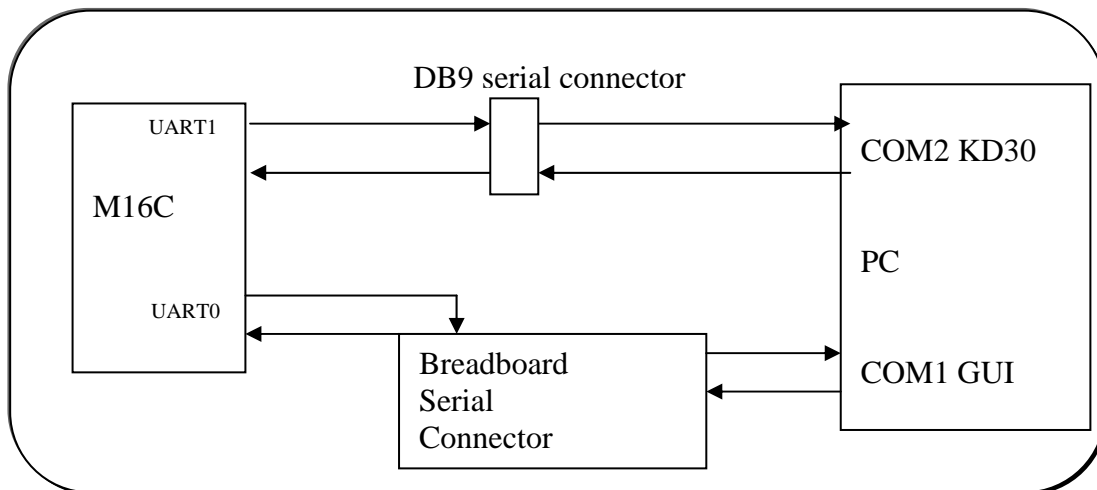 DB9 serial connector
UART1
COM2 KD30
M16C
PC
UART0
Breadboard
Serial
Connector
COM1 GUI